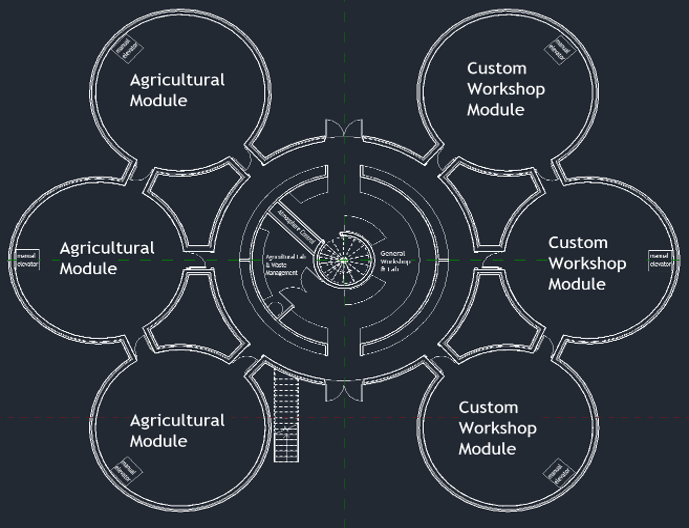 manual
elevator
Agricultural
Module
manual
elevator
Custom
Workshop
Module
Atmosphere Control
manual
elevator
Agricultural
Module
Agricultural Lab
& Waste
Management
General
Workshop
& Lab
Custom
Workshop
Module
manual
elevator
Agricultural
Module
manual
elevator
Custom
Workshop
Module
manual
elevator